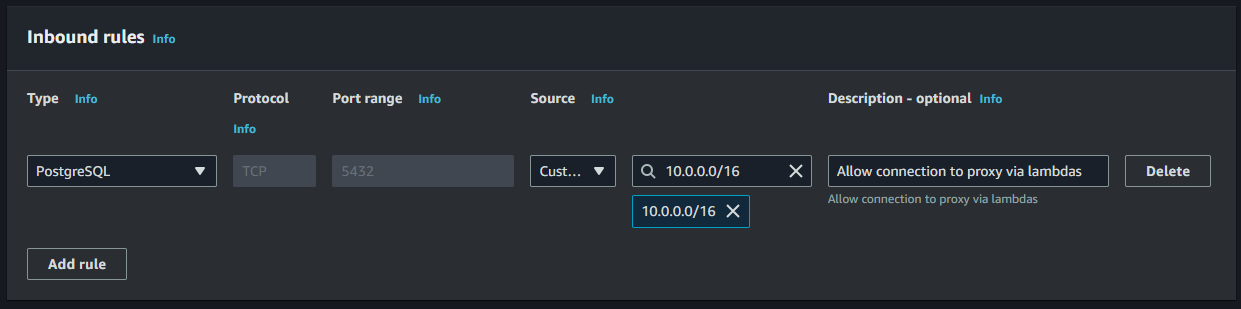 Inbound rules Info
Type Info Protocol Info Port range Info Source Info Description - optional Info
PostgreSQL TCP 5432 Cust... 10.0.0.0/16 Allow connection to proxy via lambdas Delete
10.0.0.0/16 Allow connection to proxy via lambdas
Add rule